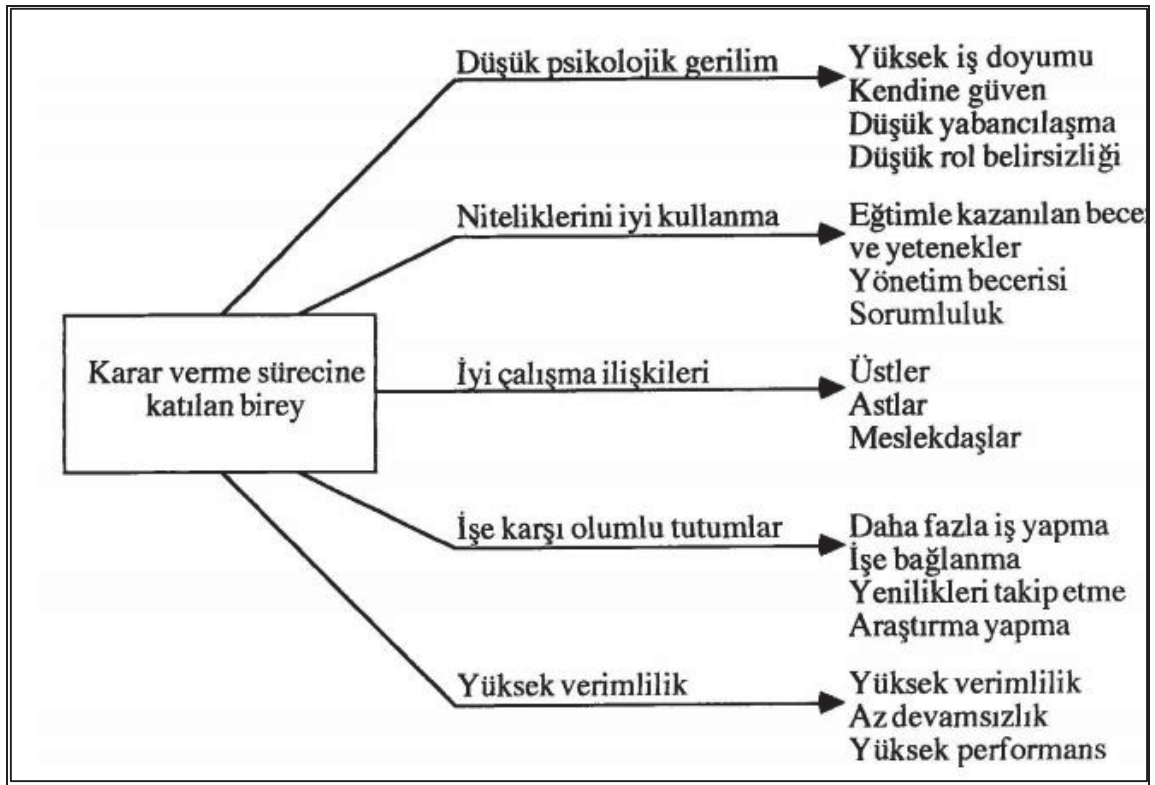 Düşük psikolojik gerilim
Yüksek iş doyumu
Kendine güven
Düşük yabancılaşma
Düşük rol belirsizliği
Niteliklerini iyi kullanma
Eğtimle kazanılan becer
ve yetenekler
Yönetim becerisi
Sorumluluk
Karar verme sürecine
katılan birey
İyi çalışma ilişkileri
Üstler
Astlar
Meslekdaşlar
İşe karşı olumlu tutumlar
Daha fazla iş yapma
İşe bağlanma
Yenilikleri takip etme
Araştırma yapma
Yüksek verimlilik
Yüksek verimlilik
Az devamsızlık
Yüksek performans